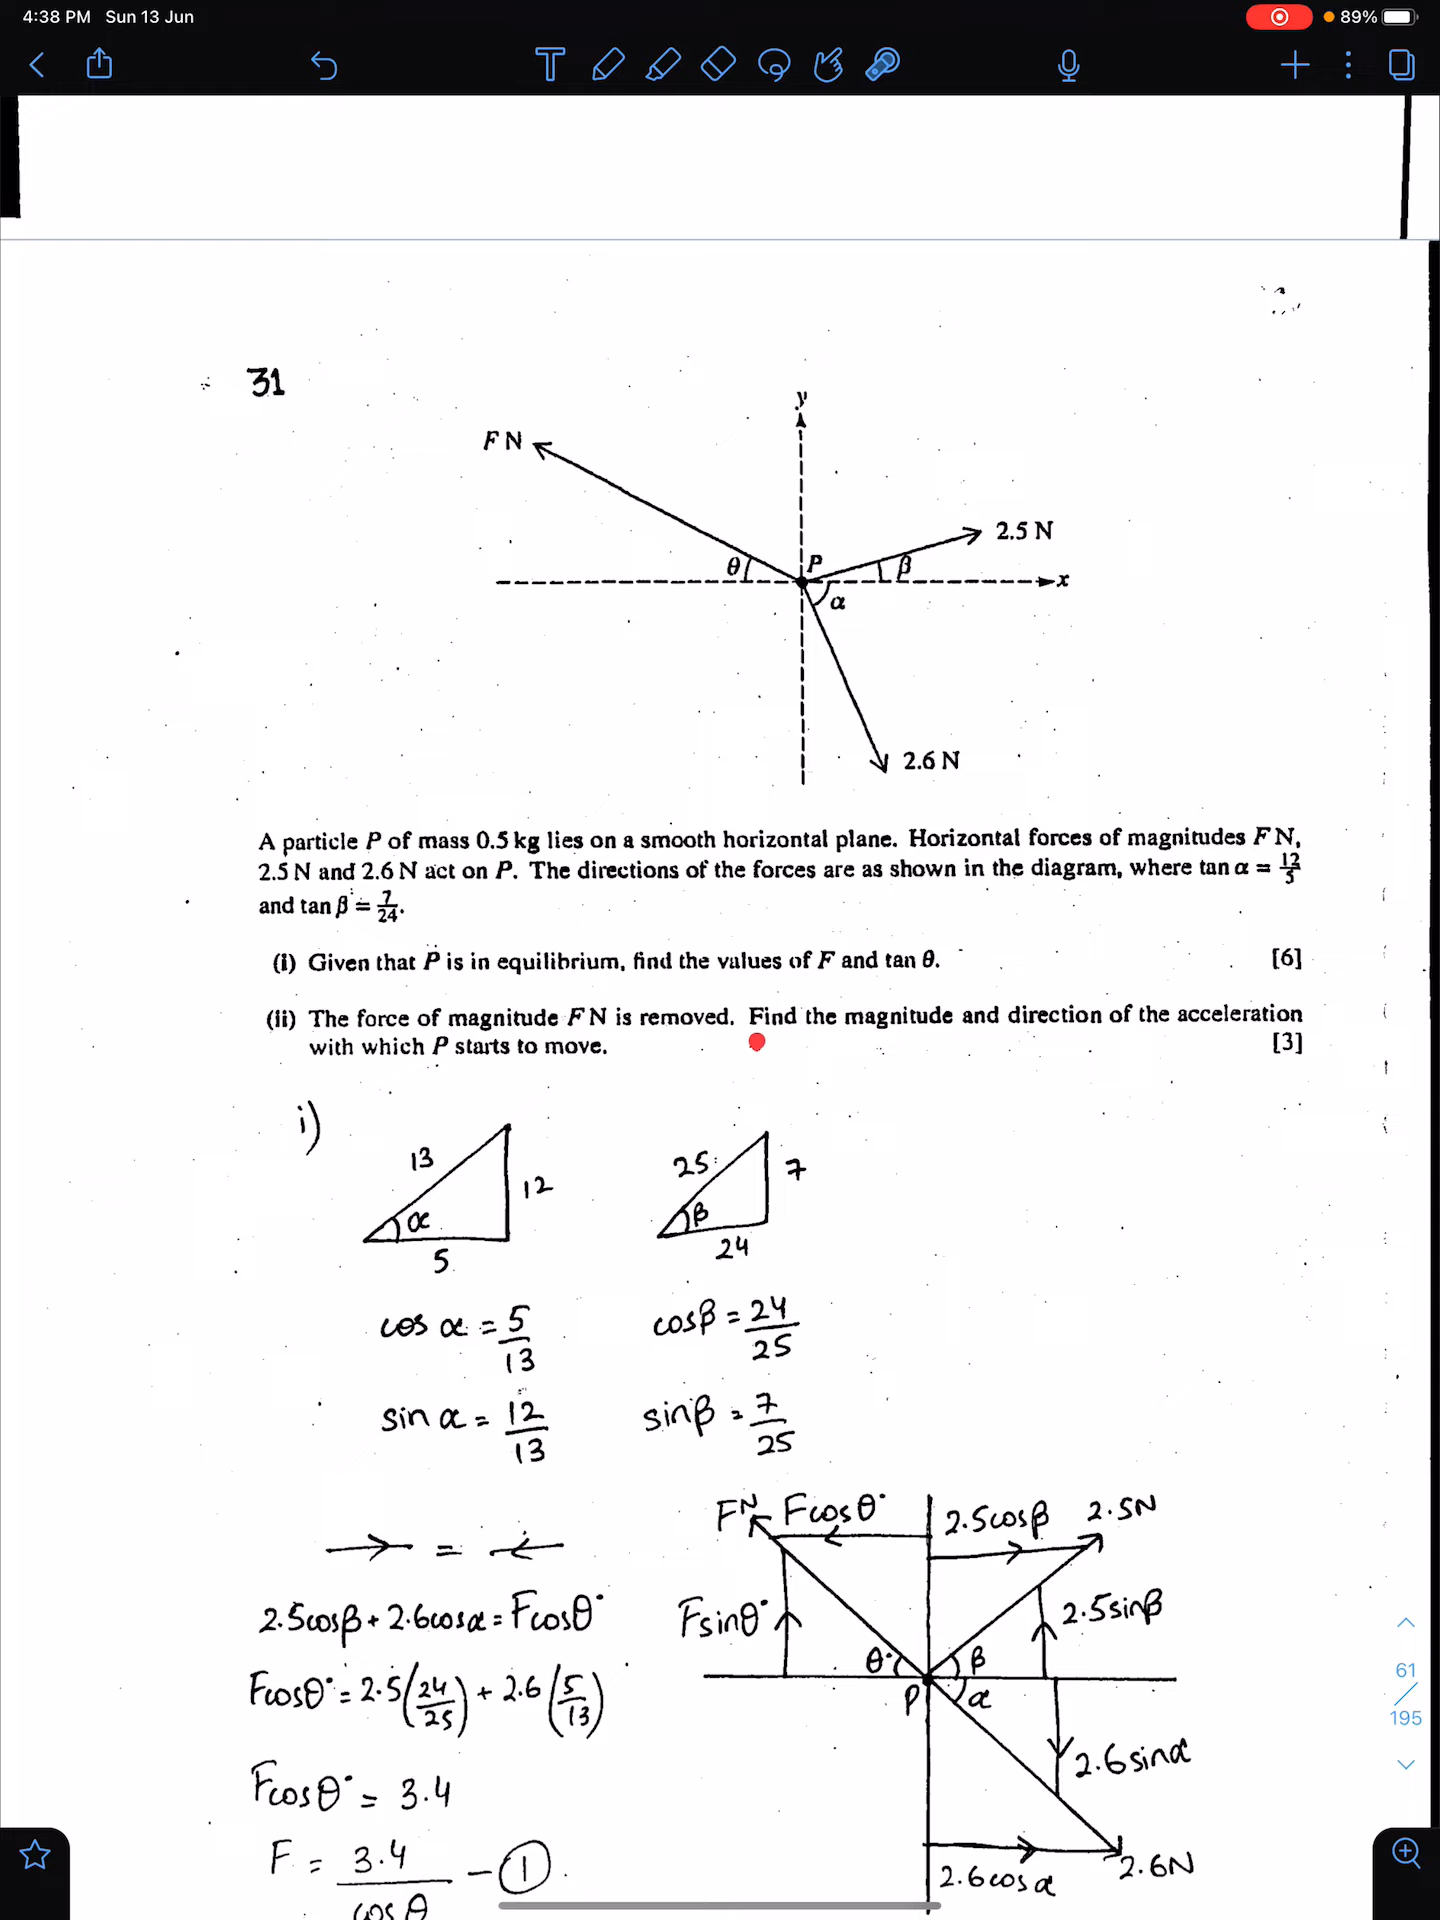 4:38 PM Sun 13 Jun
89%
31
y
F N
2.5 N
θ
P
β
x
α
2.6 N
A particle P of mass 0.5 kg lies on a smooth horizontal plane. Horizontal forces of magnitudes F N,
2.5 N and 2.6 N act on P. The directions of the forces are as shown in the diagram, where tan α = 12/5
and tan β = 7/24.
(i) Given that P is in equilibrium, find the values of F and tan θ. [6]
(ii) The force of magnitude F N is removed. Find the magnitude and direction of the acceleration
with which P starts to move. [3]
i)
13
12
α
5
25
7
β
24
cos α = 5/13
cosβ = 24/25
sin α = 12/13
sinβ = 7/25
→ = ←
2.5cosβ + 2.6cosα = Fcosθ°
Fcosθ° = 2.5(24/25) + 2.6(5/13)
Fcosθ° = 3.4
F = 3.4/cosθ - ①
FN
Fcosθ°
2.5cosβ
2.5N
Fsinθ°
2.5sinβ
θ°
β
P
α
2.6sinα
2.6cosα
2.6N
61
195